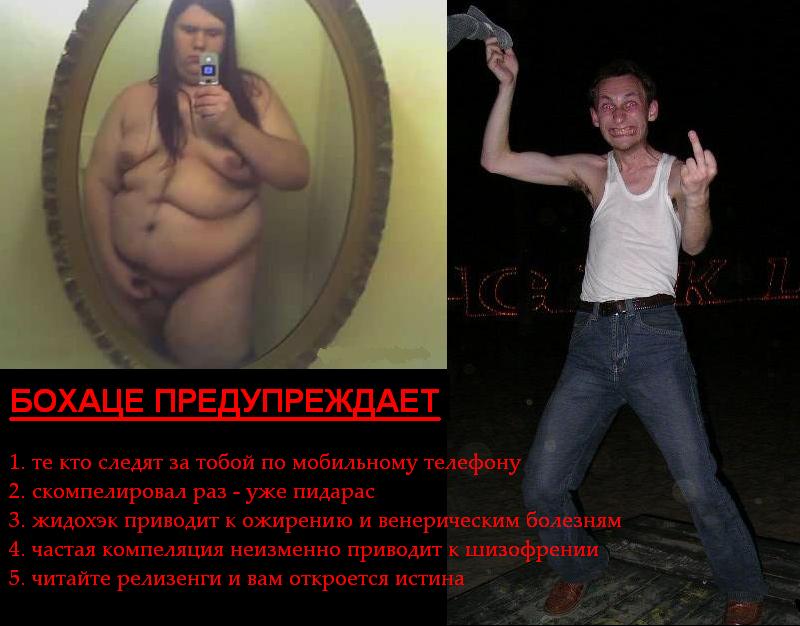 БОХАЦЕ ПРЕДУПРЕЖДАЕТ
1. те кто следят за тобой по мобильному телефону
2. скомпелировал раз - уже пидарас
3. жидохэк приводит к ожирению и венерическим болезням
4. частая компеляция неизменно приводит к шизофрении
5. читайте релизенги и вам откроется истина